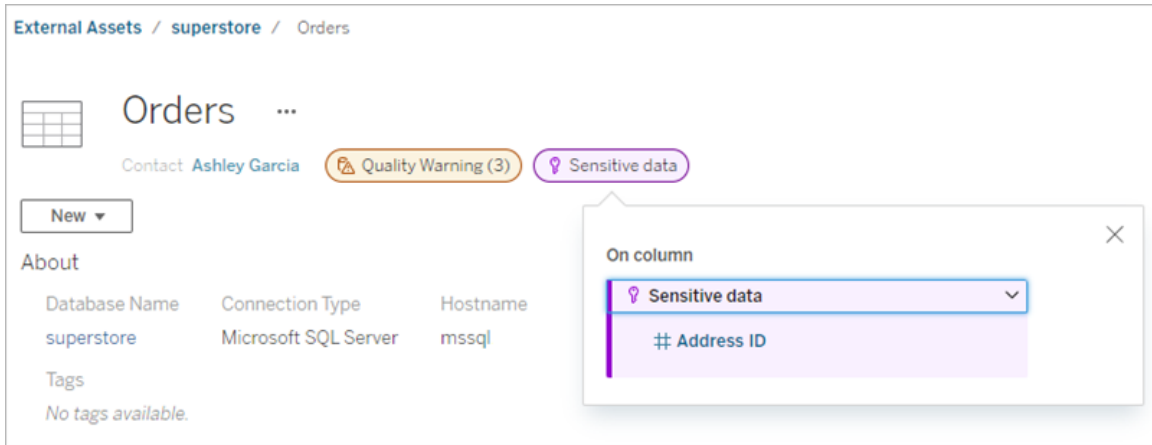 External Assets / superstore / Orders
Orders ...
Contact Ashley Garcia Quality Warning (3) Sensitive data
New
On column
About
Sensitive data
Database Name Connection Type Hostname
superstore Microsoft SQL Server mssql
# Address ID
Tags
No tags available.